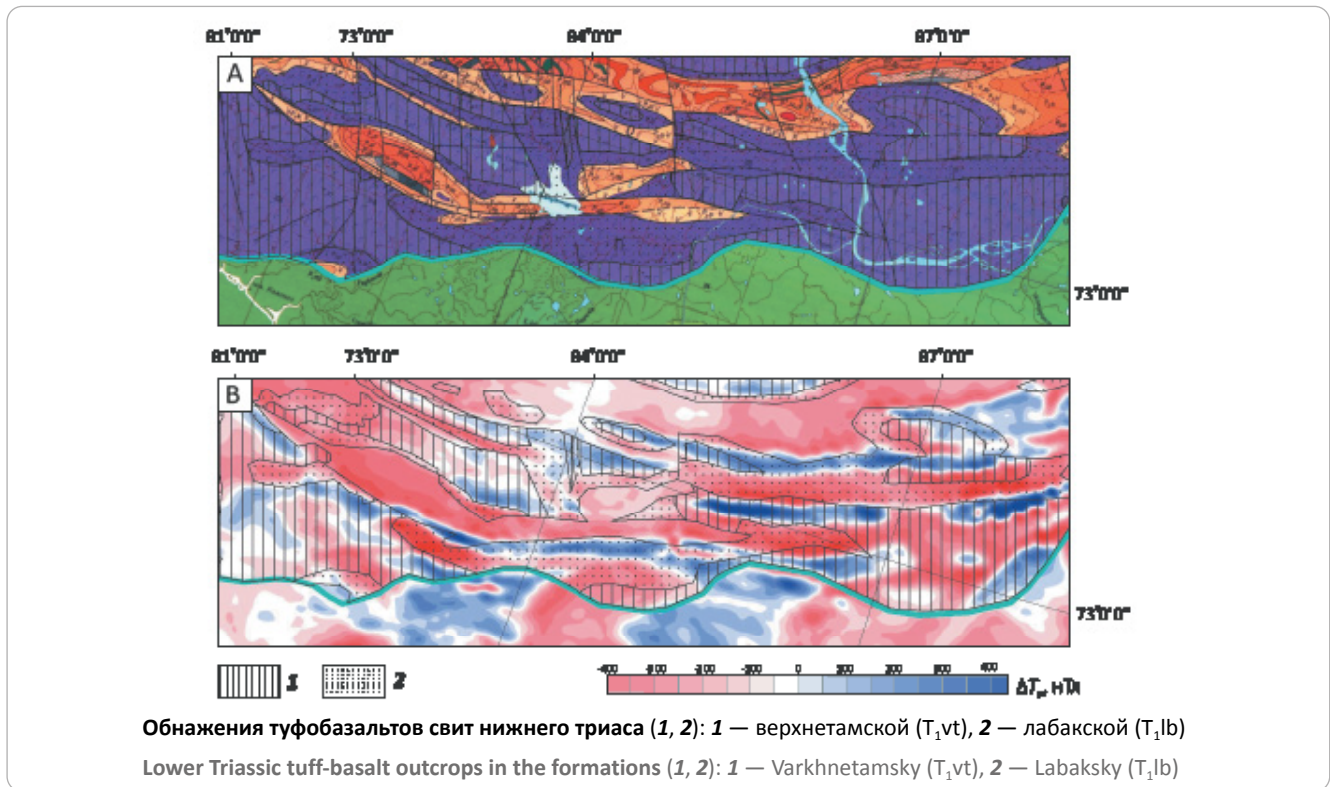 81°0'0" 73°0'0" 84°0'0" 87°0'0"
A
73°0'0"
81°0'0" 73°0'0" 84°0'0" 87°0'0"
B
73°0'0"
1 2
0
Обнажения туфобазальтов свит нижнего триаса (1, 2): 1 — верхнетамской (T₁vt), 2 — лабакской (T₁lb)
Lower Triassic tuff-basalt outcrops in the formations (1, 2): 1 — Varkhnetamsky (T₁vt), 2 — Labaksky (T₁lb)